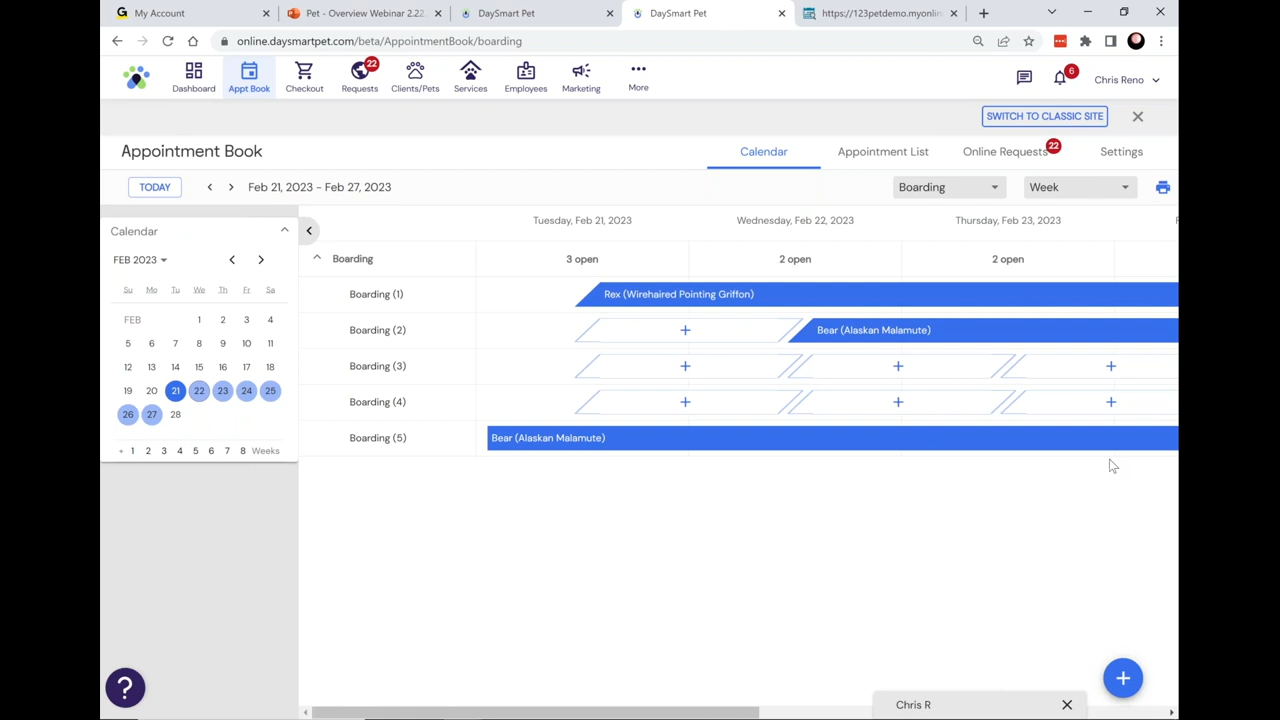 My Account
Pet - Overview Webinar 2.22.
DaySmart Pet
DaySmart Pet
https://123petdemo.myonlin
online.daysmartpet.com/beta/AppointmentBook/boarding
Dashboard
Appt Book
Checkout
22
Requests
Clients/Pets
Services
Employees
Marketing
More
6
Chris Reno
SWITCH TO CLASSIC SITE
Appointment Book
Calendar
Appointment List
Online Requests 22
Settings
TODAY
Feb 21, 2023 - Feb 27, 2023
Boarding
Week
Calendar
FEB 2023
Su Mo Tu We Th Fr Sa
FEB 1 2 3 4
5 6 7 8 9 10 11
12 13 14 15 16 17 18
19 20 21 22 23 24 25
26 27 28
+ 1 2 3 4 5 6 7 8 Weeks
Tuesday, Feb 21, 2023
Wednesday, Feb 22, 2023
Thursday, Feb 23, 2023
Boarding
3 open
2 open
2 open
Boarding (1)
Rex (Wirehaired Pointing Griffon)
Boarding (2)
+
Bear (Alaskan Malamute)
Boarding (3)
+ + +
Boarding (4)
+ + +
Boarding (5)
Bear (Alaskan Malamute)
?
+
Chris R